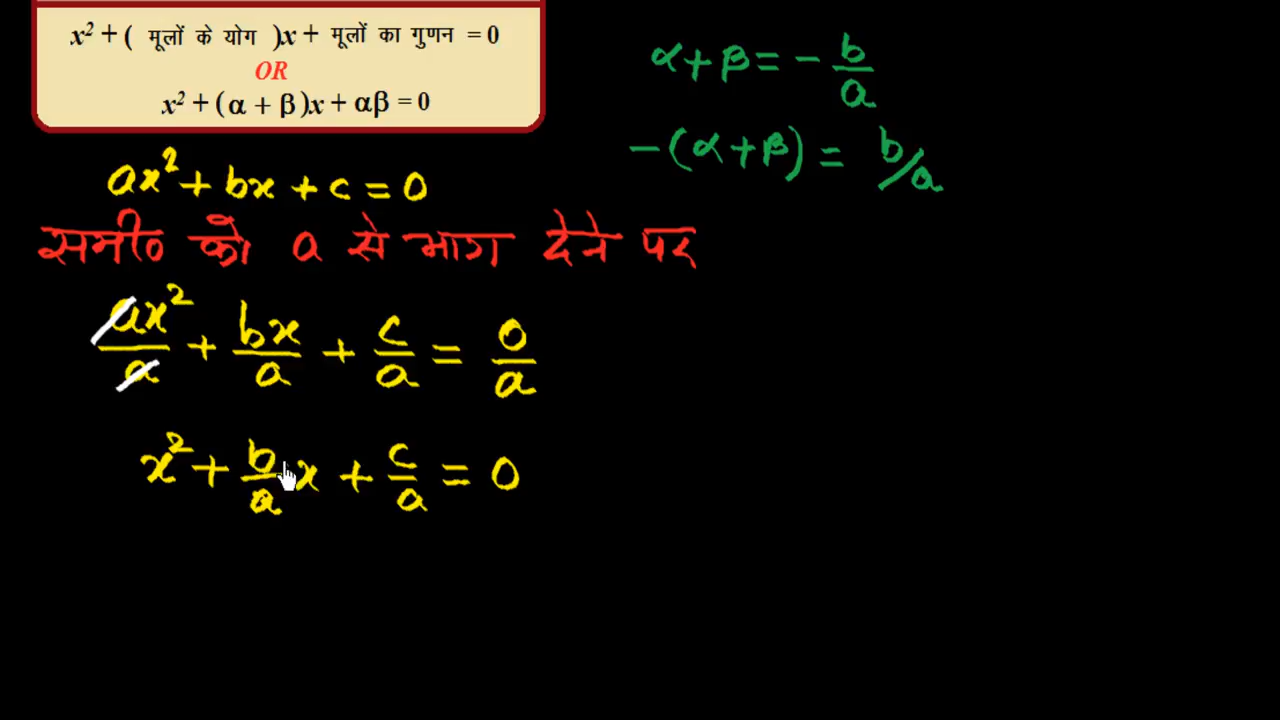 x² + ( मूलों के योग )x + मूलों का गुणन = 0
OR
x² + (α + β)x + αβ = 0
α + β = - b/a
-(α + β) = b/a
ax² + bx + c = 0
समी० को a से भाग देने पर
ax²/a + bx/a + c/a = 0/a
x² + b/a x + c/a = 0